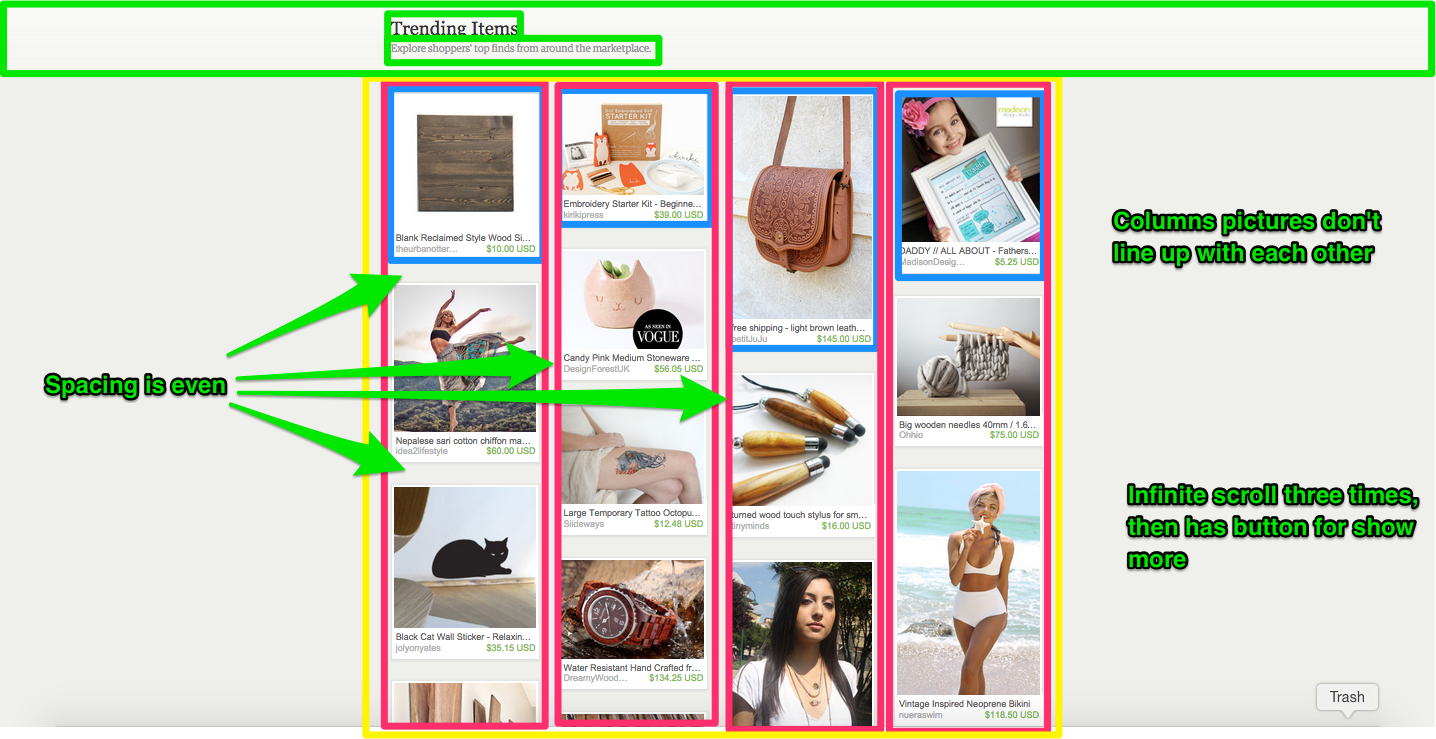 Trending Items
Explore shoppers' top finds from around the marketplace.
Blank Reclaimed Style Wood Si...
theurbanotter... $10.00 USD
Nepalese sari cotton chiffon ma...
idea2lifestyle $60.00 USD
Black Cat Wall Sticker - Relaxin...
jolyonyates $35.15 USD
STARTER KIT
Embroidery Starter Kit - Beginne...
kirikipress $39.00 USD
AS SEEN IN
VOGUE
Candy Pink Medium Stoneware ...
DesignForestUK $56.05 USD
Large Temporary Tattoo Octopu...
Siideways $12.48 USD
Water Resistant Hand Crafted fr...
DreamyWood... $134.25 USD
free shipping - light brown leath...
petitJuJu $145.00 USD
turned wood touch stylus for sm...
tinyminds $16.00 USD
madison
DADDY // ALL ABOUT - Fathers...
MadisonDesig... $5.25 USD
Big wooden needles 40mm / 1.6...
Ohhio $75.00 USD
Vintage Inspired Neoprene Bikini
nueraswim $118.50 USD
Spacing is even
Columns pictures don't
line up with each other
Infinite scroll three times,
then has button for show
more
Trash